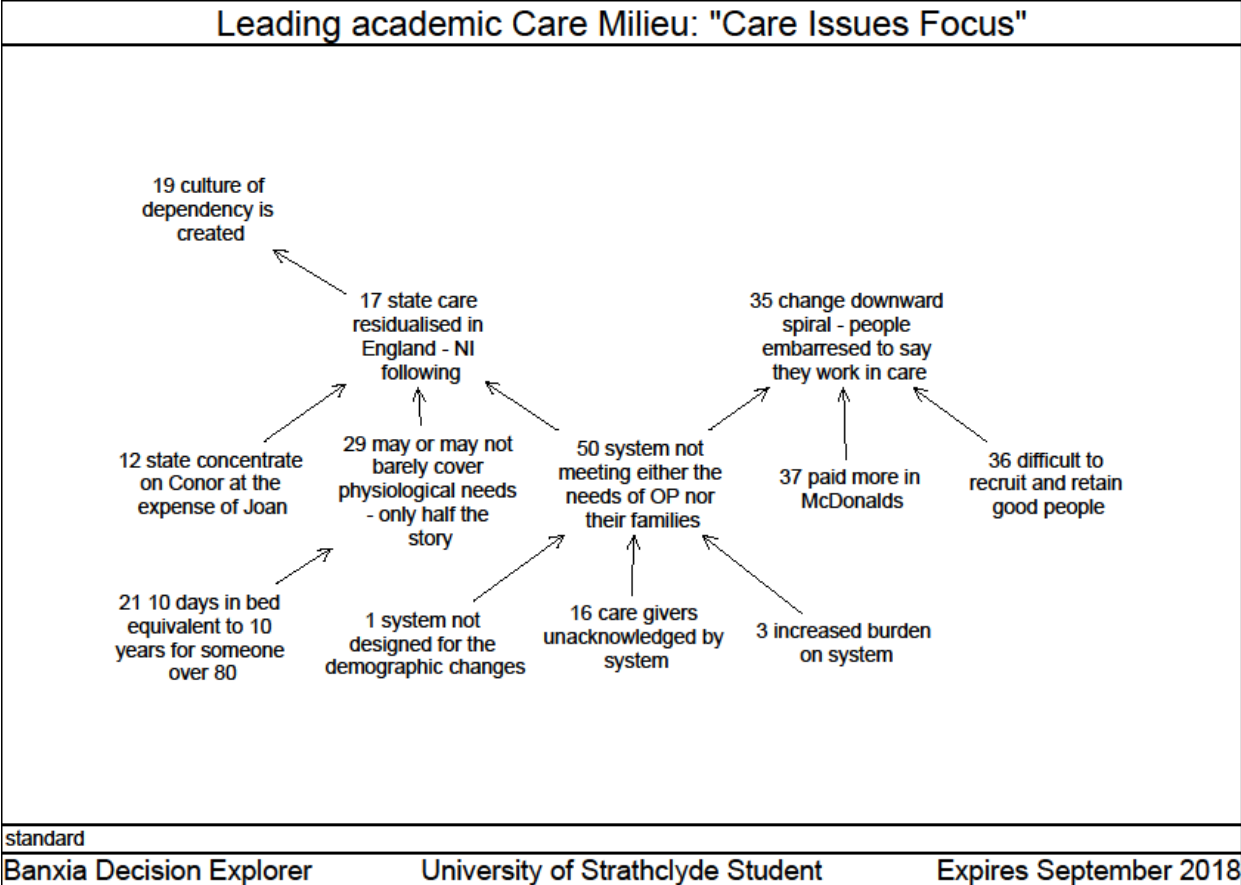 Leading academic Care Milieu: "Care Issues Focus"
19 culture of
dependency is
created
17 state care
residualised in
England - NI
following
35 change downward
spiral - people
embarresed to say
they work in care
12 state concentrate
on Conor at the
expense of Joan
29 may or may not
barely cover
physiological needs
- only half the
story
50 system not
meeting either the
needs of OP nor
their families
37 paid more in
McDonalds
36 difficult to
recruit and retain
good people
21 10 days in bed
equivalent to 10
years for someone
over 80
1 system not
designed for the
demographic changes
16 care givers
unacknowledged by
system
3 increased burden
on system
standard
Banxia Decision Explorer University of Strathclyde Student Expires September 2018